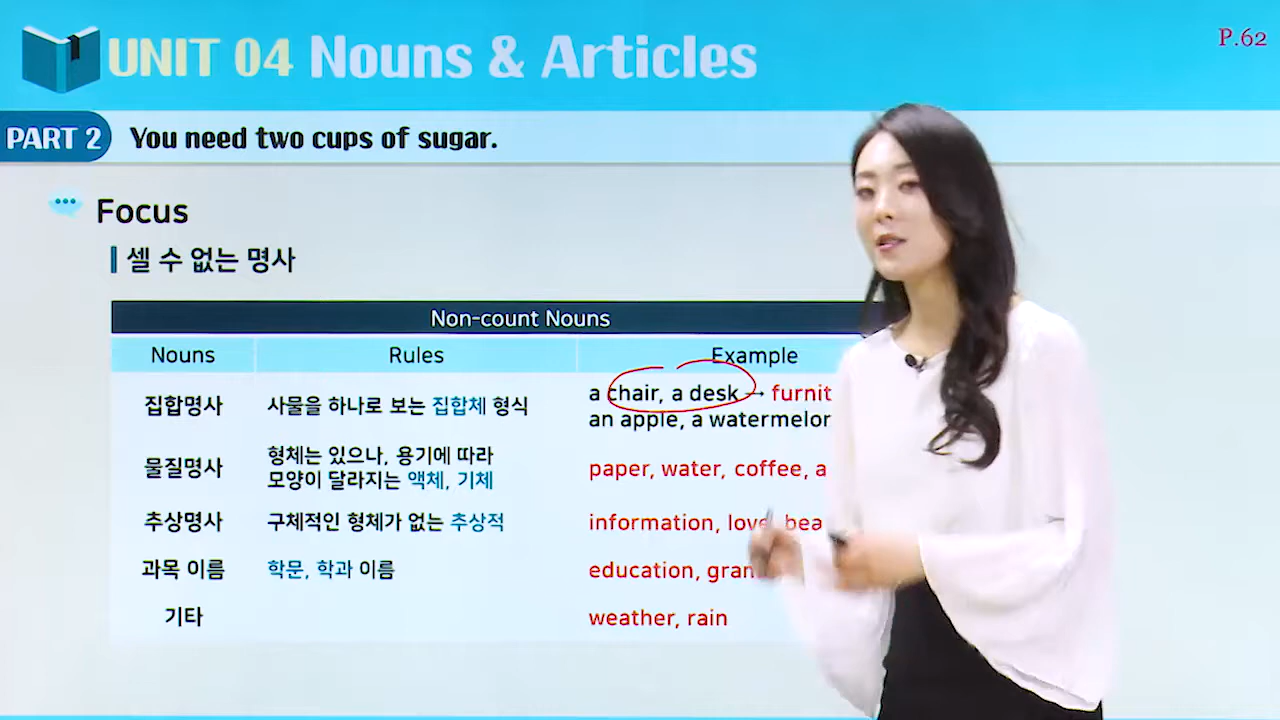 UNIT 04 Nouns & Articles
P.62
PART 2 You need two cups of sugar.
Focus
셀 수 없는 명사
Non-count Nouns
Nouns Rules Example
집합명사 사물을 하나로 보는 집합체 형식
a chair, a desk →
an apple, a
물질명사
형체는 있으나, 용기에 따라
모양이 달라지는 액체, 기체
paper, water, coffee,
추상명사 구체적인 형체가 없는 추상적
information,
과목 이름 학문, 학과 이름
education,
기타
weather, rain